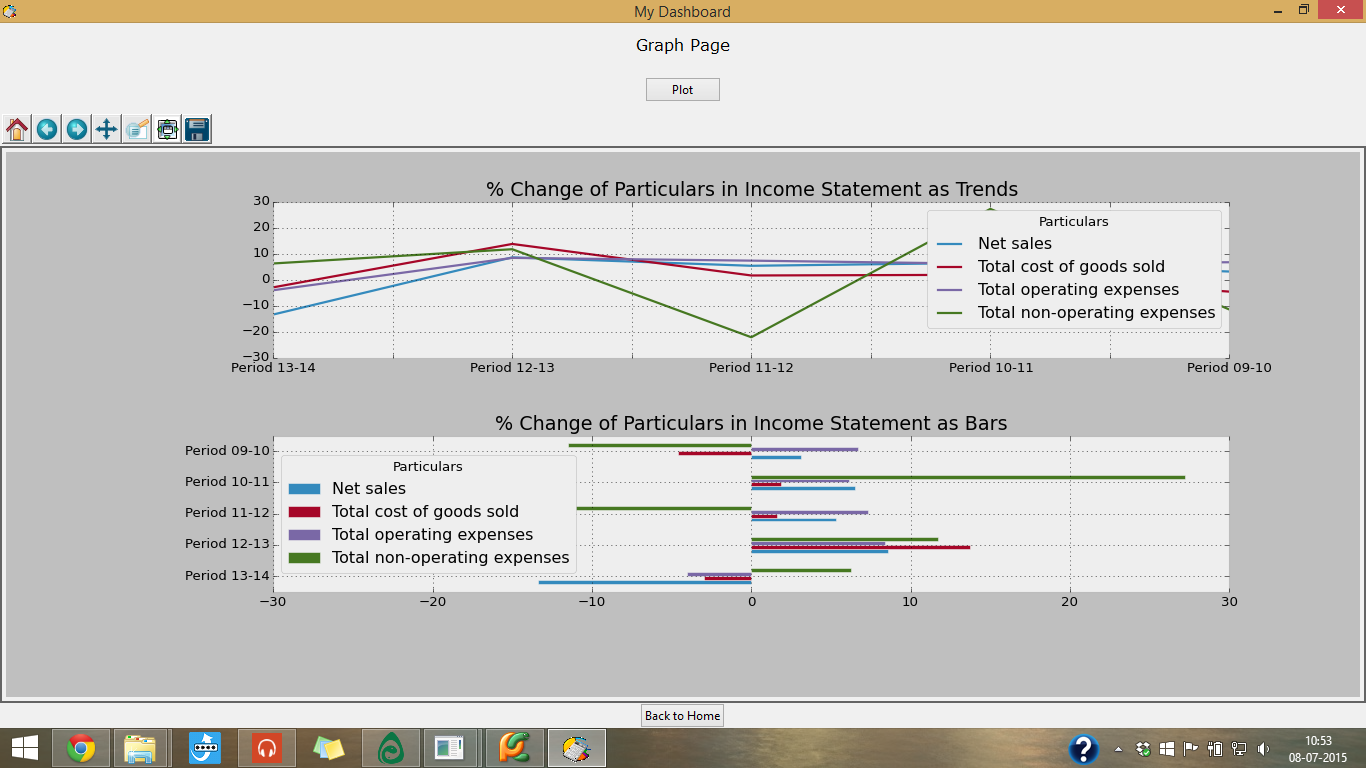 My Dashboard
Graph Page
Plot
% Change of Particulars in Income Statement as Trends
30
20
10
0
−10
−20
−30
Period 13-14
Period 12-13
Period 11-12
Period 10-11
Period 09-10
Particulars
Net sales
Total cost of goods sold
Total operating expenses
Total non-operating expenses
% Change of Particulars in Income Statement as Bars
Period 09-10
Period 10-11
Period 11-12
Period 12-13
Period 13-14
Particulars
Net sales
Total cost of goods sold
Total operating expenses
Total non-operating expenses
−30
−20
−10
0
10
20
30
Back to Home
10:53
08-07-2015